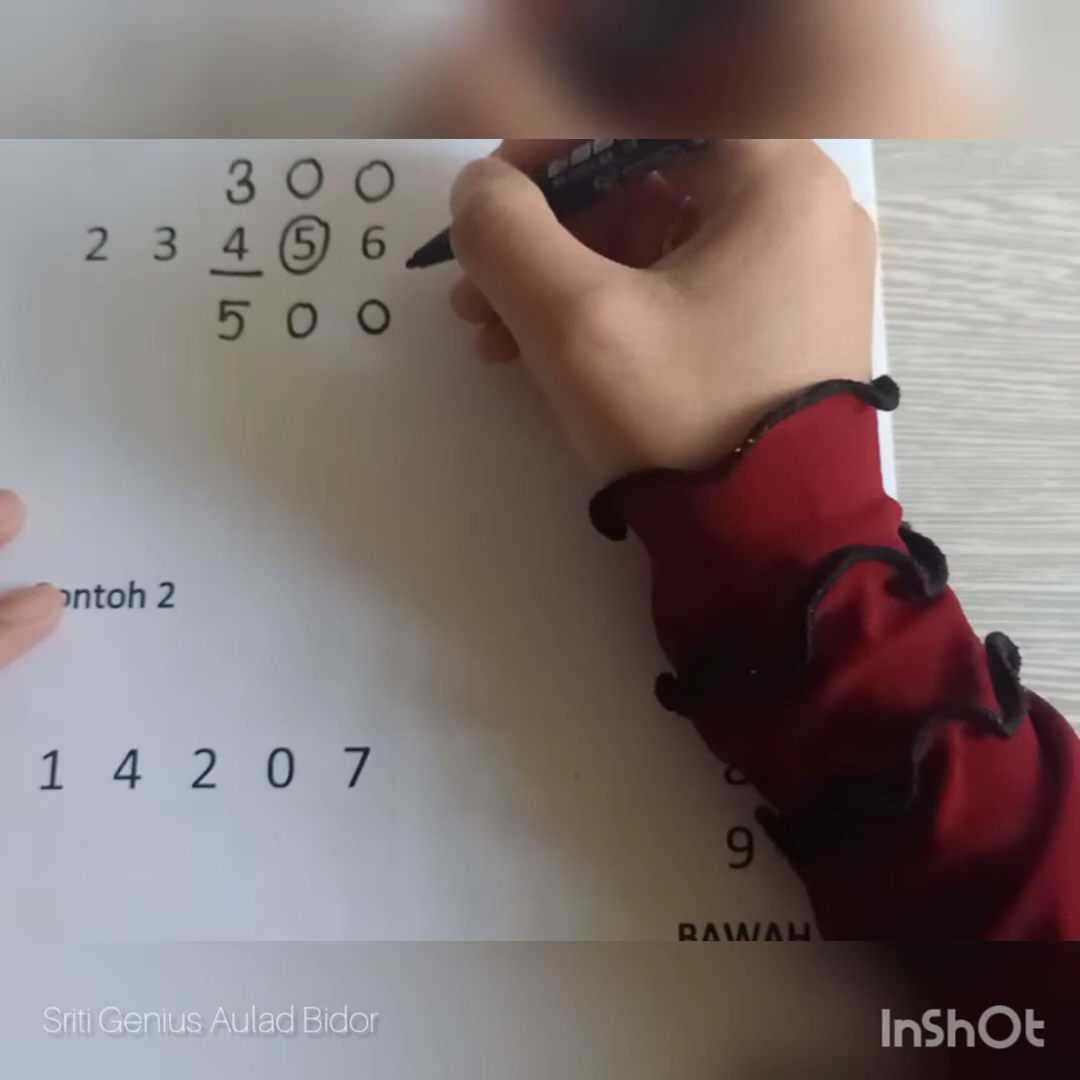 3 0 0
2 3 4 5 6
5 0 0
ontoh 2
1 4 2 0 7
9
BAWAH
Sriti Genius Aulad Bidor
InShOt